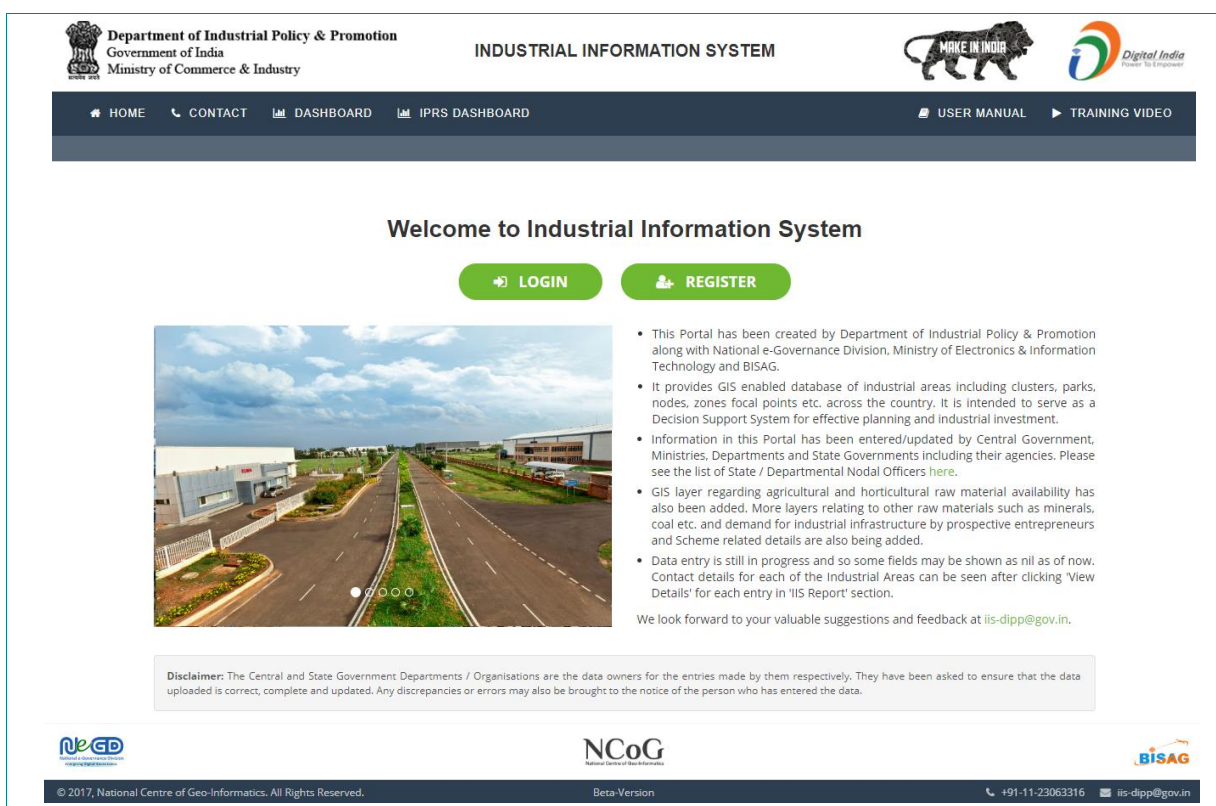 Department of Industrial Policy & Promotion
Government of India
Ministry of Commerce & Industry
INDUSTRIAL INFORMATION SYSTEM
MAKE IN INDIA
Digital India
Power To Empower
HOME CONTACT DASHBOARD IPRS DASHBOARD USER MANUAL TRAINING VIDEO
Welcome to Industrial Information System
LOGIN REGISTER
• This Portal has been created by Department of Industrial Policy & Promotion
along with National e-Governance Division, Ministry of Electronics & Information
Technology and BISAG.
• It provides GIS enabled database of industrial areas including clusters, parks,
nodes, zones focal points etc. across the country. It is intended to serve as a
Decision Support System for effective planning and industrial investment.
• Information in this Portal has been entered/updated by Central Government,
Ministries, Departments and State Governments including their agencies. Please
see the list of State / Departmental Nodal Officers here.
• GIS layer regarding agricultural and horticultural raw material availability has
also been added. More layers relating to other raw materials such as minerals,
coal etc. and demand for industrial infrastructure by prospective entrepreneurs
and Scheme related details are also being added.
• Data entry is still in progress and so some fields may be shown as nil as of now.
Contact details for each of the Industrial Areas can be seen after clicking 'View
Details' for each entry in 'IIS Report' section.
We look forward to your valuable suggestions and feedback at iis-dipp@gov.in.
Disclaimer: The Central and State Government Departments / Organisations are the data owners for the entries made by them respectively. They have been asked to ensure that the data
uploaded is correct, complete and updated. Any discrepancies or errors may also be brought to the notice of the person who has entered the data.
NeGD
National e-Governance Division
NCoG
National Centre of Geo-Informatics
BISAG
© 2017, National Centre of Geo-Informatics. All Rights Reserved. Beta-Version +91-11-23063316 iis-dipp@gov.in